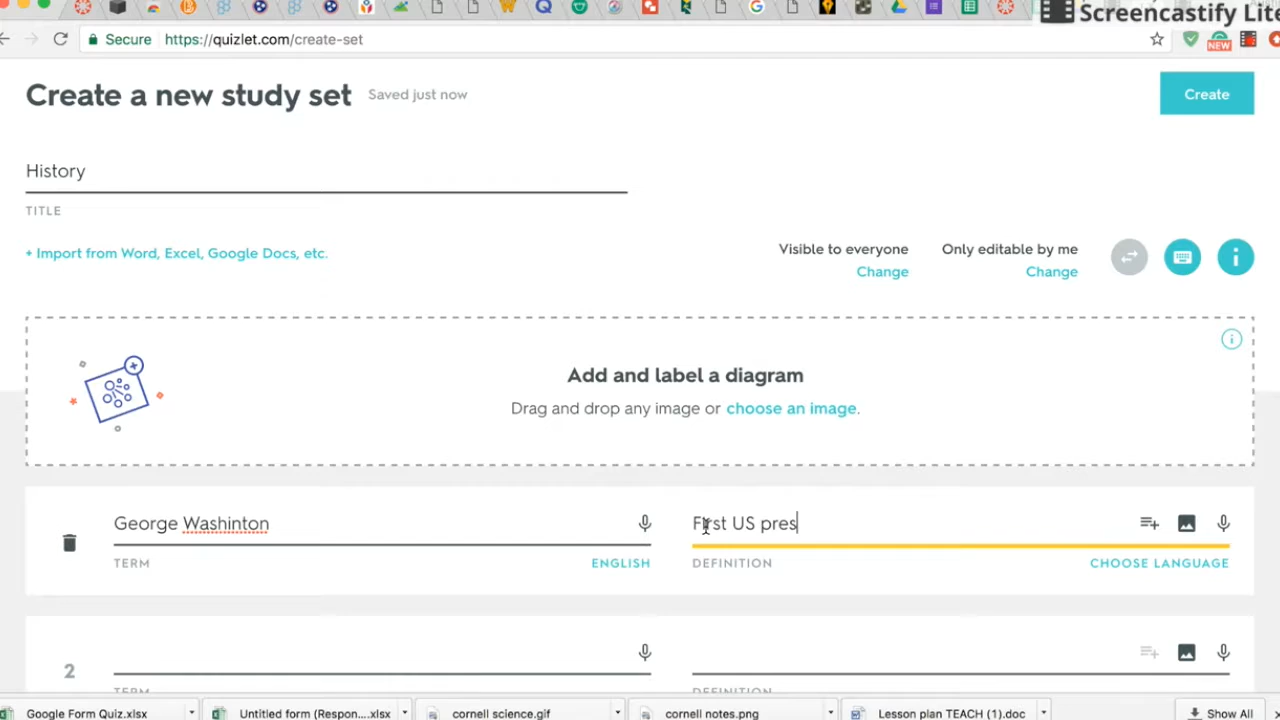 Screencastify Lite
Secure https://quizlet.com/create-set
NEW
Create a new study set Saved just now
Create
History
TITLE
+ Import from Word, Excel, Google Docs, etc.
Visible to everyone
Change
Only editable by me
Change
Add and label a diagram
Drag and drop any image or choose an image.
George Washinton
First US pres
TERM
ENGLISH
DEFINITION
CHOOSE LANGUAGE
2
TERM
DEFINITION
Google Form Quiz.xlsx
Untitled form (Respon....xlsx
cornell science.gif
cornell notes.png
Lesson plan TEACH (1).doc
Show All